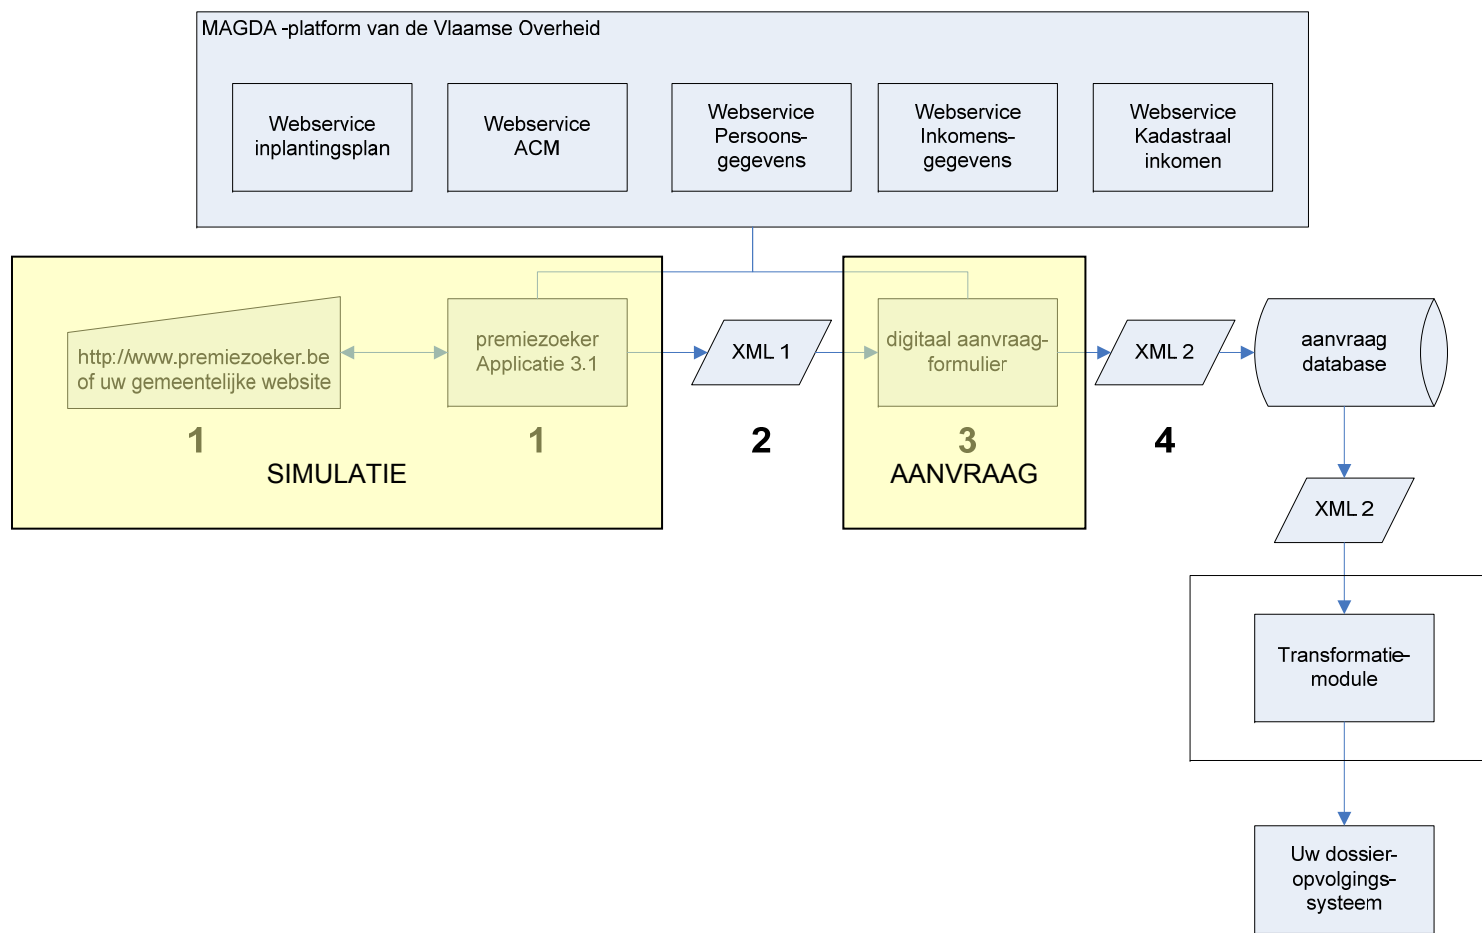 MAGDA -platform van de Vlaamse Overheid
Webservice
inplantingsplan
Webservice
ACM
Webservice
Persoons-
gegevens
Webservice
Inkomens-
gegevens
Webservice
Kadastraal
inkomen
http://www.premiezoeker.be
of uw gemeentelijke website
1
premiezoeker
Applicatie 3.1
1
SIMULATIE
XML 1
2
digitaal aanvraag-
formulier
3
AANVRAAG
XML 2
4
aanvraag
database
XML 2
Transformatie-
module
Uw dossier-
opvolgings-
systeem